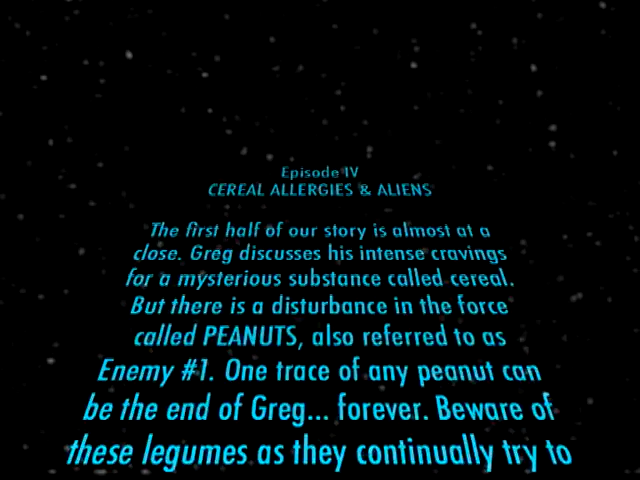 Episode IV
CEREAL ALLERGIES & ALIENS
The first half of our story is almost at a
close. Greg discusses his intense cravings
for a mysterious substance called cereal.
But there is a disturbance in the force
called PEANUTS, also referred to as
Enemy #1. One trace of any peanut can
be the end of Greg... forever. Beware of
these legumes as they continually try to